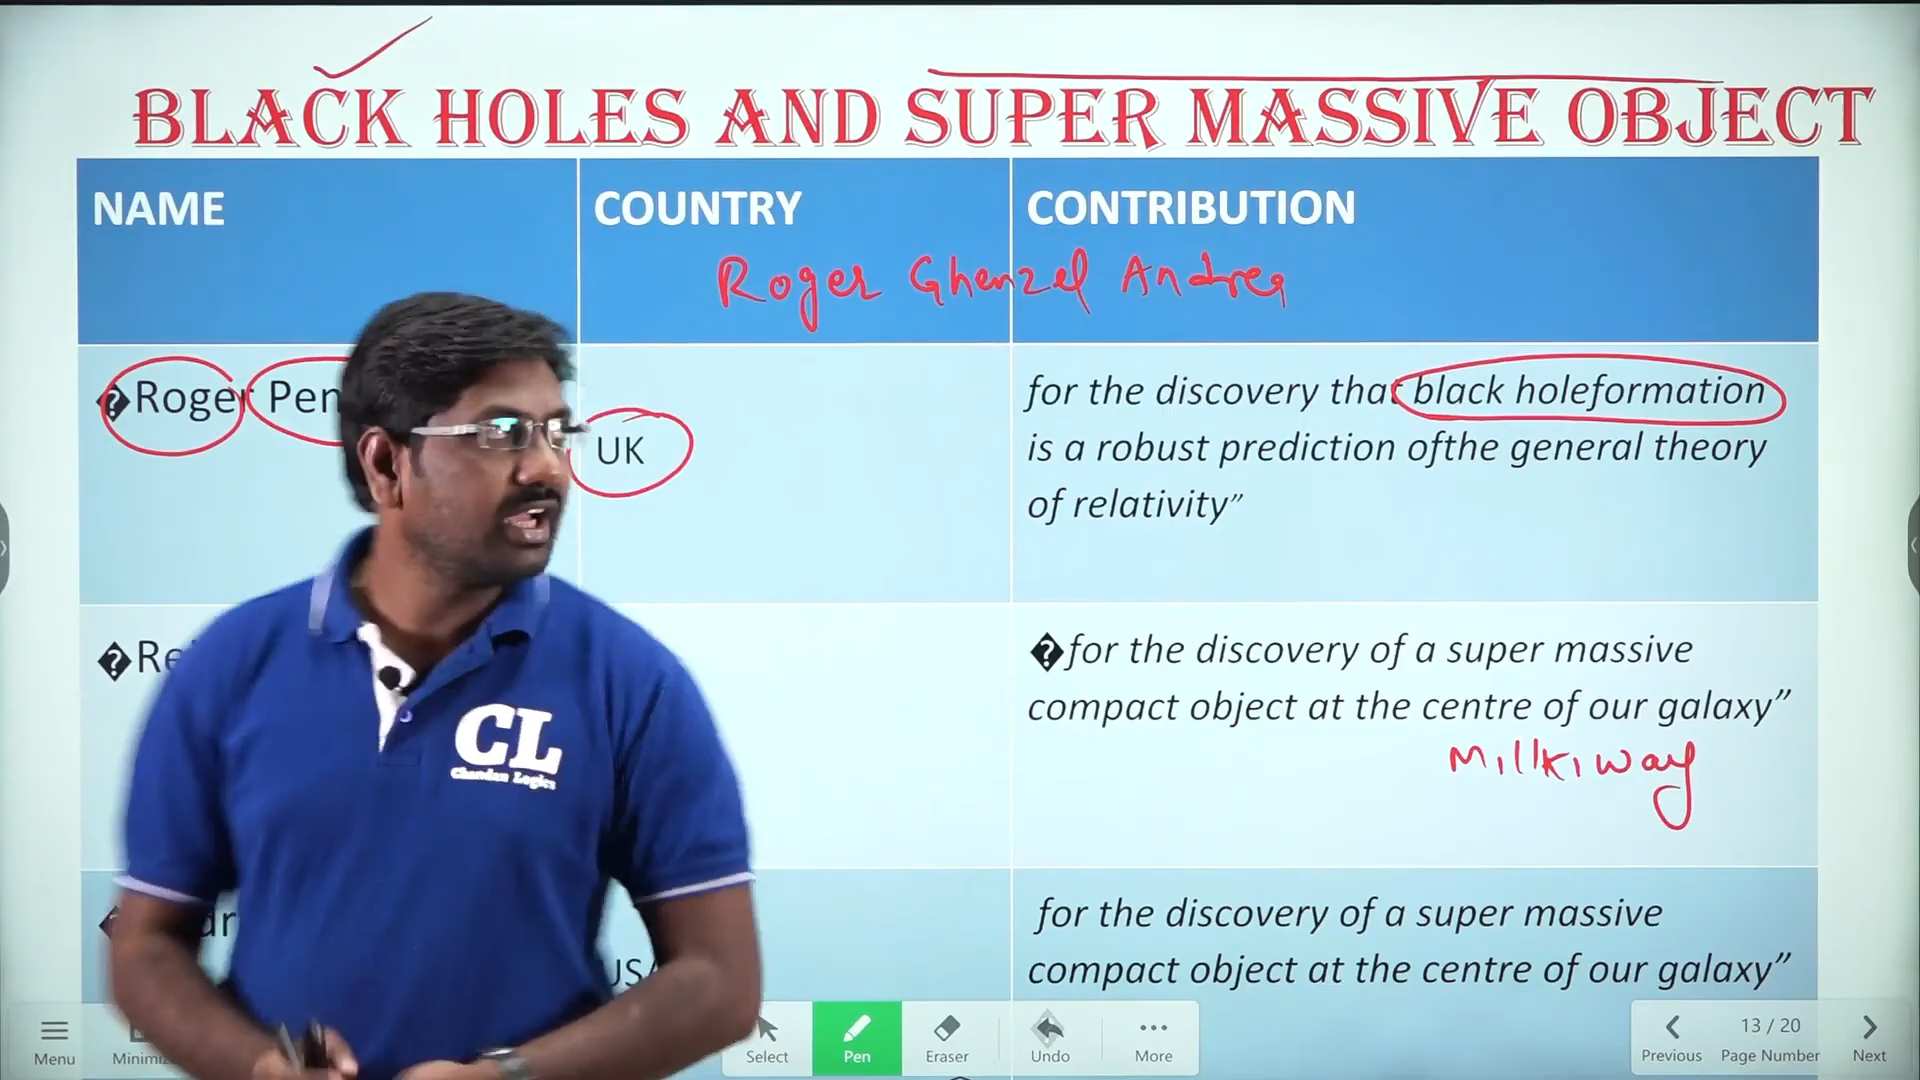 BLACK HOLES AND SUPER MASSIVE OBJECT
NAME
COUNTRY
CONTRIBUTION
Roger Ghenzel Andrea
�Roger Pen
UK
for the discovery that black holeformation
is a robust prediction ofthe general theory
of relativity”
�Re
�for the discovery of a super massive
compact object at the centre of our galaxy”
Millkiway
CL
Chandan Logics
for the discovery of a super massive
compact object at the centre of our galaxy”
Menu
Select
Pen
Eraser
Undo
More
13 / 20
Previous
Page Number
Next